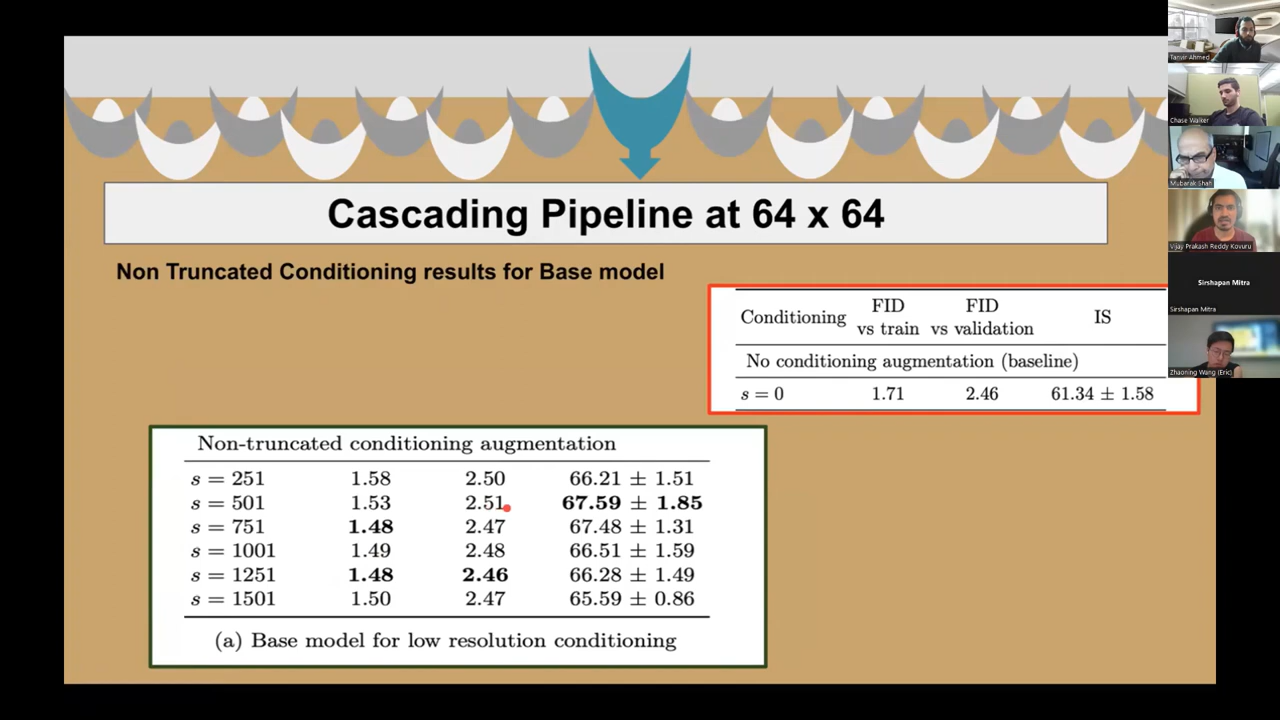 Cascading Pipeline at 64 x 64
Non Truncated Conditioning results for Base model
Conditioning FID vs train FID vs validation IS
No conditioning augmentation (baseline)
s = 0 1.71 2.46 61.34 ± 1.58
Non-truncated conditioning augmentation
s = 251 1.58 2.50 66.21 ± 1.51
s = 501 1.53 2.51 67.59 ± 1.85
s = 751 1.48 2.47 67.48 ± 1.31
s = 1001 1.49 2.48 66.51 ± 1.59
s = 1251 1.48 2.46 66.28 ± 1.49
s = 1501 1.50 2.47 65.59 ± 0.86
(a) Base model for low resolution conditioning
Tanvir Ahmed
Chase Walker
Mubarak Shah
Vijay Prakash Reddy Kovuru
Sirshapan Mitra
Sirshapan Mitra
Zhaoning Wang (Eric)